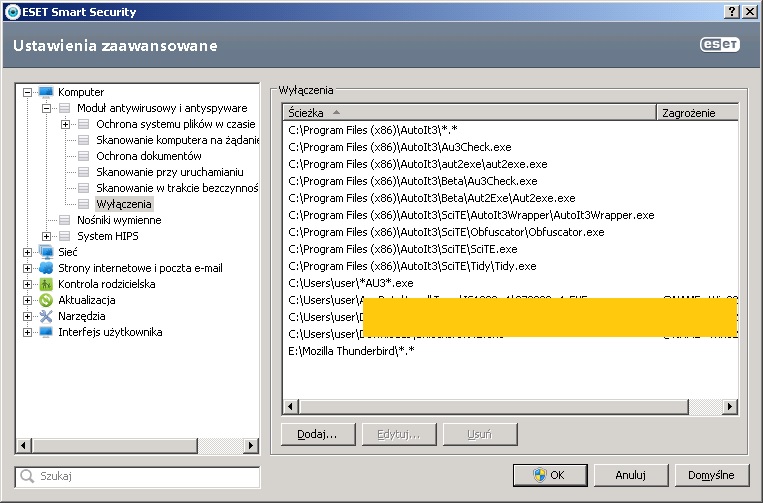 ESET Smart Security
Ustawienia zaawansowane
eseT
Komputer
Moduł antywirusowy i antyspyware
Ochrona systemu plików w czasie
Skanowanie komputera na żądanie
Ochrona dokumentów
Skanowanie przy uruchamianiu
Skanowanie w trakcie bezczynnoś
Wyłączenia
Nośniki wymienne
System HIPS
Sieć
Strony internetowe i poczta e-mail
Kontrola rodzicielska
Aktualizacja
Narzędzia
Interfejs użytkownika
Szukaj
Wyłączenia
Ścieżka Zagrożenie
C:\Program Files (x86)\AutoIt3\*.*
C:\Program Files (x86)\AutoIt3\Au3Check.exe
C:\Program Files (x86)\AutoIt3\aut2exe\aut2exe.exe
C:\Program Files (x86)\AutoIt3\Beta\Au3Check.exe
C:\Program Files (x86)\AutoIt3\Beta\Aut2Exe\Aut2exe.exe
C:\Program Files (x86)\AutoIt3\SciTE\AutoIt3Wrapper\AutoIt3Wrapper.exe
C:\Program Files (x86)\AutoIt3\SciTE\Obfuscator\Obfuscator.exe
C:\Program Files (x86)\AutoIt3\SciTE\SciTE.exe
C:\Program Files (x86)\AutoIt3\SciTE\Tidy\Tidy.exe
C:\Users\user\*AU3*.exe
C:\Users\user\
C:\Users\user\
C:\Users\user\
E:\Mozilla Thunderbird\*.*
Dodaj... Edytuj... Usuń
OK Anuluj Domyślne